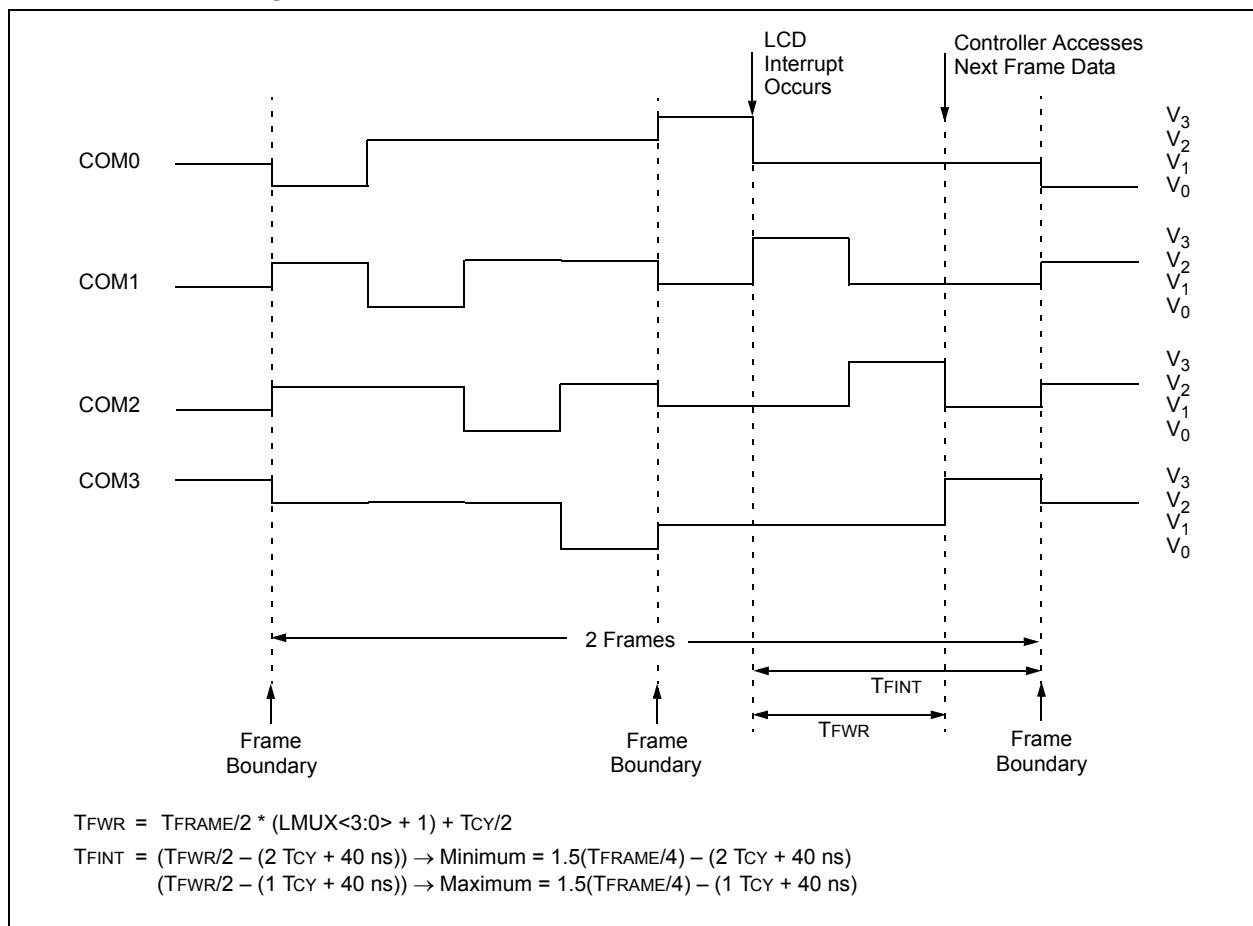 LCD
Interrupt
Occurs
Controller Accesses
Next Frame Data
COM0
V3
V2
V1
V0
COM1
V3
V2
V1
V0
COM2
V3
V2
V1
V0
COM3
V3
V2
V1
V0
2 Frames
TFINT
TFWR
Frame
Boundary
Frame
Boundary
Frame
Boundary
TFWR = TFRAME/2 * (LMUX<3:0> + 1) + TCY/2
TFINT = (TFWR/2 – (2 TCY + 40 ns)) → Minimum = 1.5(TFRAME/4) – (2 TCY + 40 ns)
(TFWR/2 – (1 TCY + 40 ns)) → Maximum = 1.5(TFRAME/4) – (1 TCY + 40 ns)